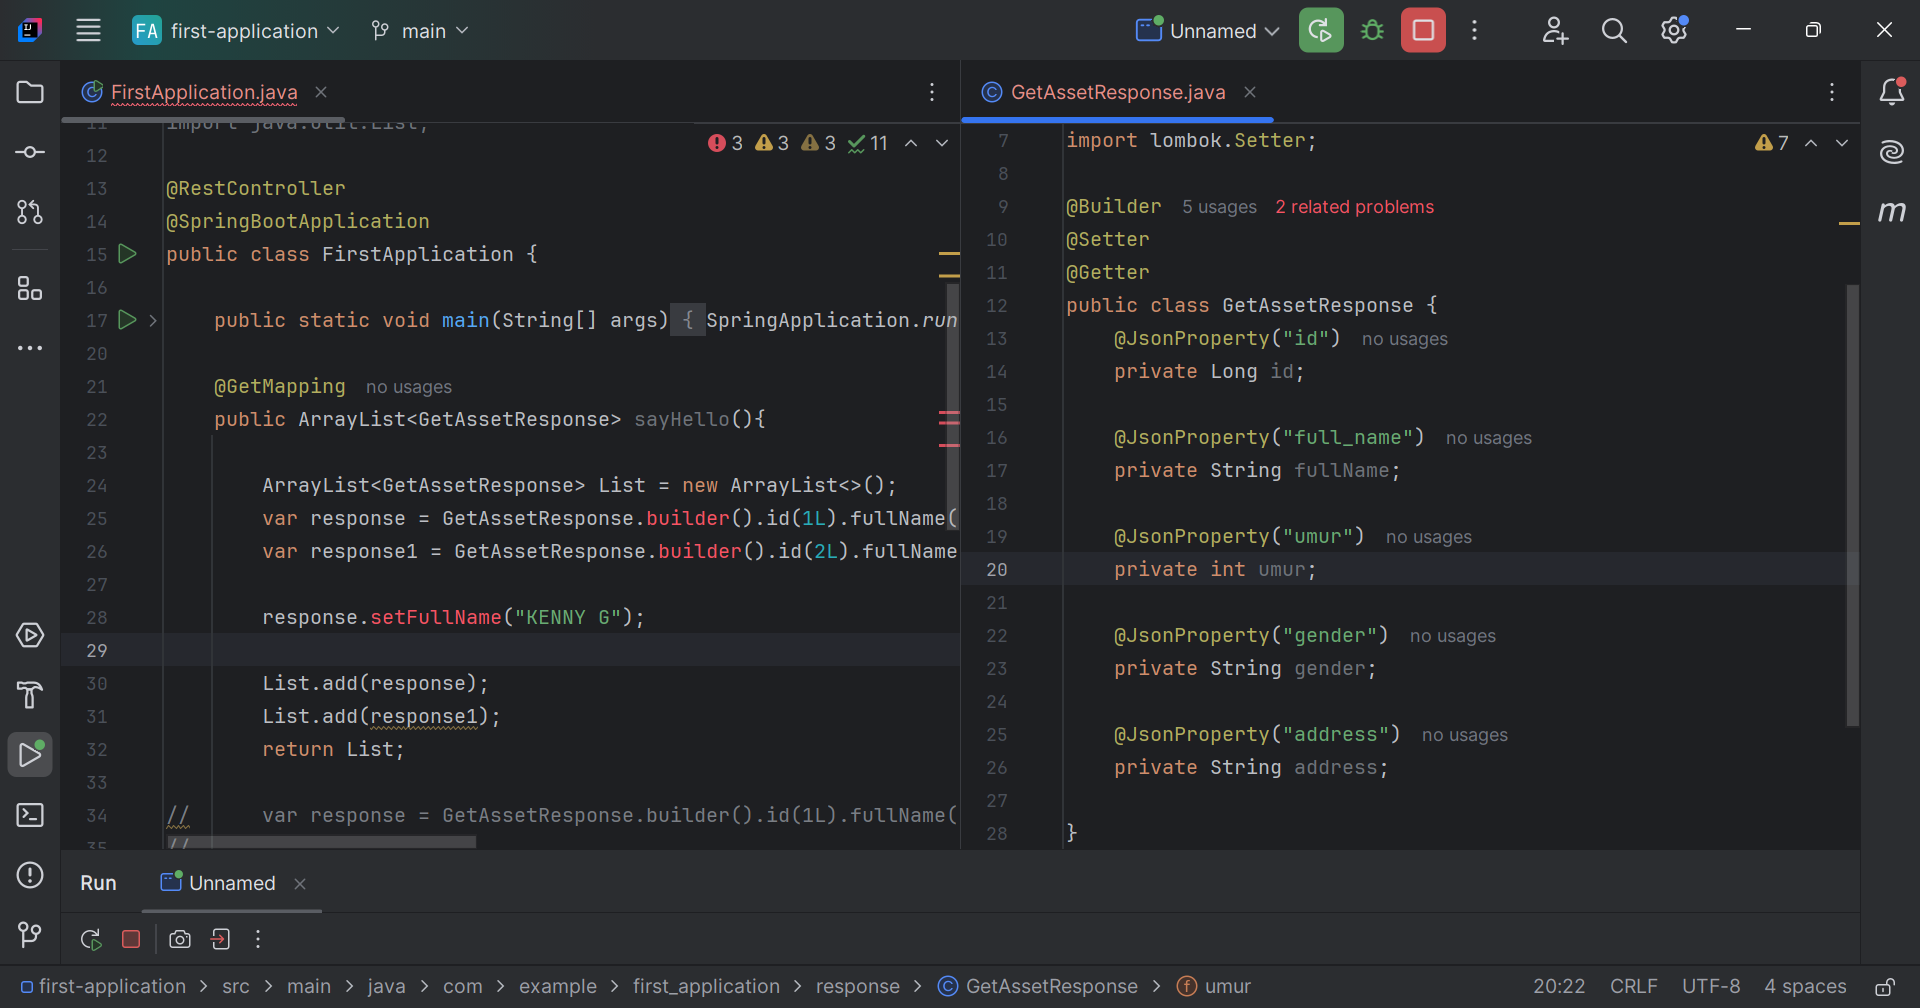 FA first-application main Unnamed
FirstApplication.java
11 import java.util.List;
3 3 3 11
12
13 @RestController
14 @SpringBootApplication
15 public class FirstApplication {
16
17 public static void main(String[] args) { SpringApplication.run
20
21 @GetMapping no usages
22 public ArrayList<GetAssetResponse> sayHello(){
23
24 ArrayList<GetAssetResponse> List = new ArrayList<>();
25 var response = GetAssetResponse.builder().id(1L).fullName(
26 var response1 = GetAssetResponse.builder().id(2L).fullName
27
28 response.setFullName("KENNY G");
29
30 List.add(response);
31 List.add(response1);
32 return List;
33
34 // var response = GetAssetResponse.builder().id(1L).fullName(
35 //
GetAssetResponse.java
7 import lombok.Setter;
7
8
9 @Builder 5 usages 2 related problems
10 @Setter
11 @Getter
12 public class GetAssetResponse {
13 @JsonProperty("id") no usages
14 private Long id;
15
16 @JsonProperty("full_name") no usages
17 private String fullName;
18
19 @JsonProperty("umur") no usages
20 private int umur;
21
22 @JsonProperty("gender") no usages
23 private String gender;
24
25 @JsonProperty("address") no usages
26 private String address;
27
28 }
m
Run Unnamed
first-application > src > main > java > com > example > first_application > response > GetAssetResponse > umur 20:22 CRLF UTF-8 4 spaces